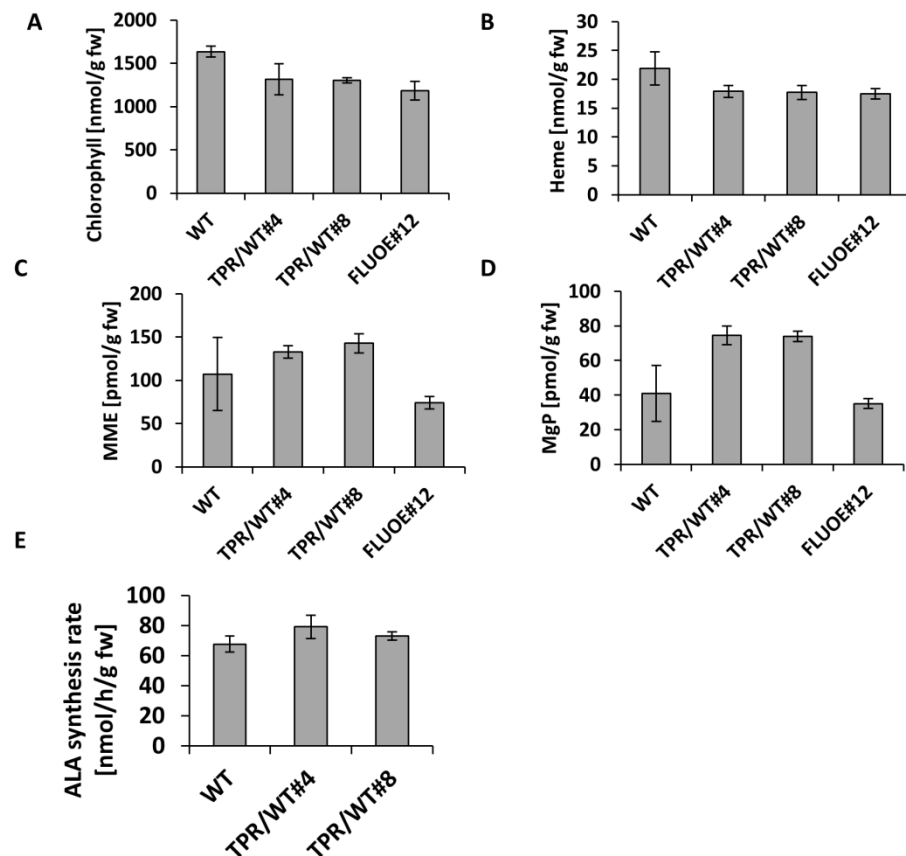 A
Chlorophyll [nmol/g fw]
2000
1500
1000
500
0
WT
TPR/WT#4
TPR/WT#8
FLUOE#12
B
Heme [nmol/g fw]
30
25
20
15
10
5
0
WT
TPR/WT#4
TPR/WT#8
FLUOE#12
C
MME [pmol/g fw]
200
150
100
50
0
WT
TPR/WT#4
TPR/WT#8
FLUOE#12
D
MgP [pmol/g fw]
100
80
60
40
20
0
WT
TPR/WT#4
TPR/WT#8
FLUOE#12
E
ALA synthesis rate
[nmol/h/g fw]
100
80
60
40
20
0
WT
TPR/WT#4
TPR/WT#8